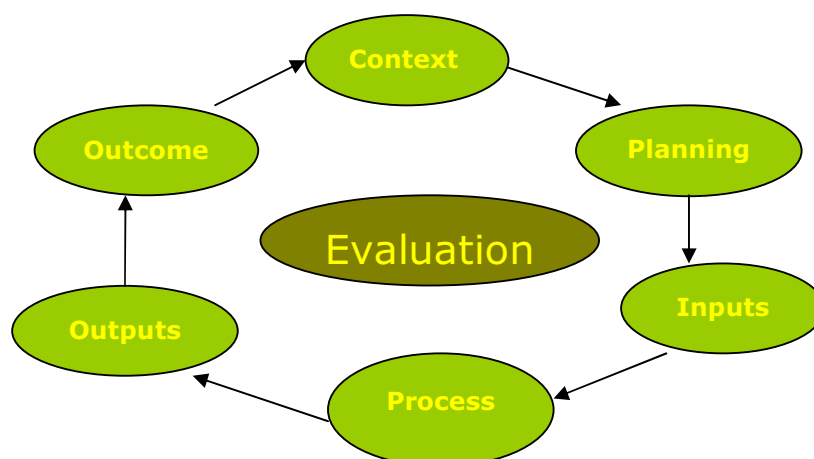 Context
Planning
Inputs
Process
Outputs
Outcome
Evaluation